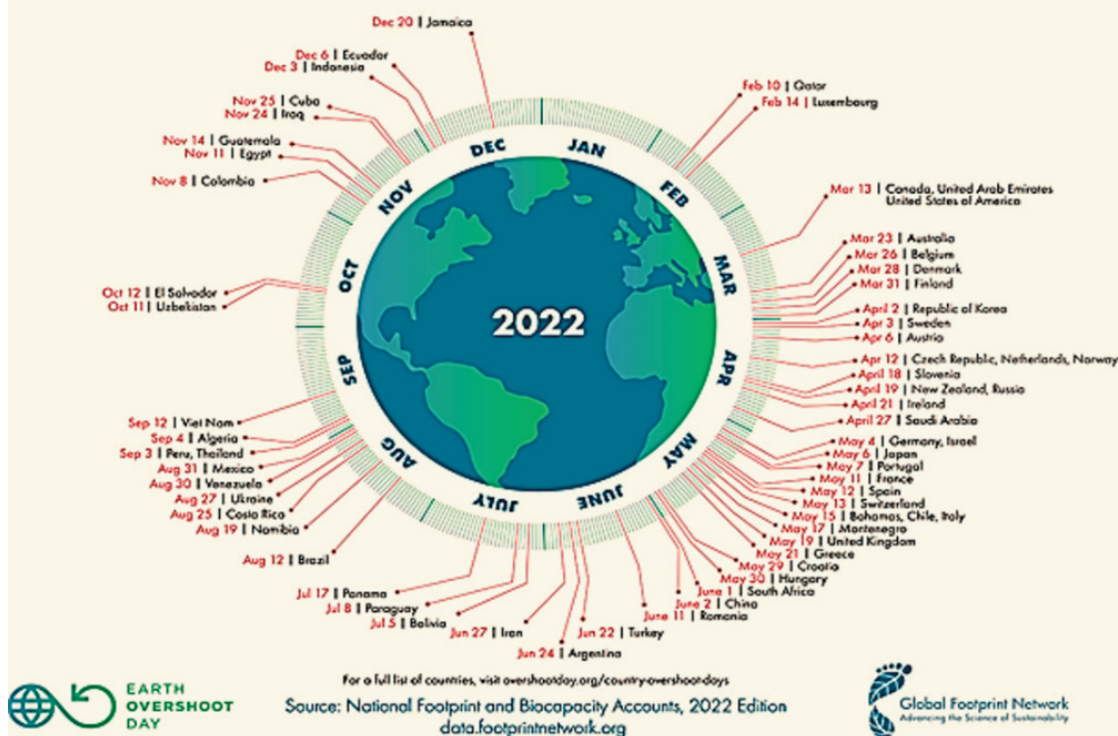 Dec 20 | Jamaica
Dec 6 | Ecuador
Dec 3 | Indonesia
Nov 25 | Cuba
Nov 24 | Iraq
Nov 14 | Guatemala
Nov 11 | Egypt
Nov 8 | Colombia
Oct 12 | El Salvador
Oct 11 | Uzbekistan
Sep 12 | Viet Nam
Sep 4 | Algeria
Sep 3 | Peru, Thailand
Aug 31 | Mexico
Aug 30 | Venezuela
Aug 27 | Ukraine
Aug 25 | Costa Rica
Aug 19 | Namibia
Aug 12 | Brazil
Jul 17 | Panama
Jul 8 | Paraguay
Jul 5 | Bolivia
Jun 27 | Iran
Jun 24 | Argentina
Jun 22 | Turkey
Feb 10 | Qatar
Feb 14 | Luxembourg
Mar 13 | Canada, United Arab Emirates
United States of America
Mar 23 | Australia
Mar 26 | Belgium
Mar 28 | Denmark
Mar 31 | Finland
April 2 | Republic of Korea
Apr 3 | Sweden
Apr 6 | Austria
Apr 12 | Czech Republic, Netherlands, Norway
April 18 | Slovenia
April 19 | New Zealand, Russia
April 21 | Ireland
April 27 | Saudi Arabia
May 4 | Germany, Israel
May 6 | Japan
May 7 | Portugal
May 11 | France
May 12 | Spain
May 13 | Switzerland
May 15 | Bahamas, Chile, Italy
May 17 | Montenegro
May 19 | United Kingdom
May 21 | Greece
May 29 | Croatia
May 30 | Hungary
June 1 | South Africa
June 2 | China
June 11 | Romania
JAN
FEB
MAR
APR
MAY
JUNE
JULY
AUG
SEP
OCT
NOV
DEC
2022
For a full list of countries, visit overshootday.org/country-overshoot-days
Source: National Footprint and Biocapacity Accounts, 2022 Edition
data.footprintnetwork.org
EARTH
OVERSHOOT
DAY
Global Footprint Network
Advancing the Science of Sustainability